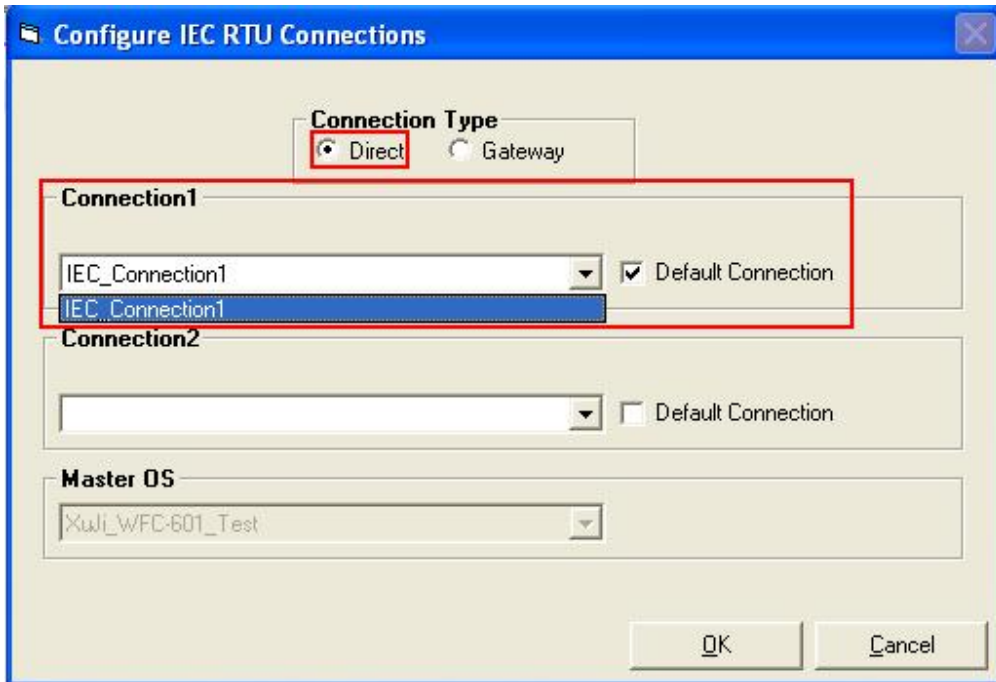 Configure IEC RTU Connections
Connection Type
Direct Gateway
Connection1
IEC_Connection1 Default Connection
IEC_Connection1
Connection2
Default Connection
Master OS
XuJi_WFC-601_Test
OK Cancel